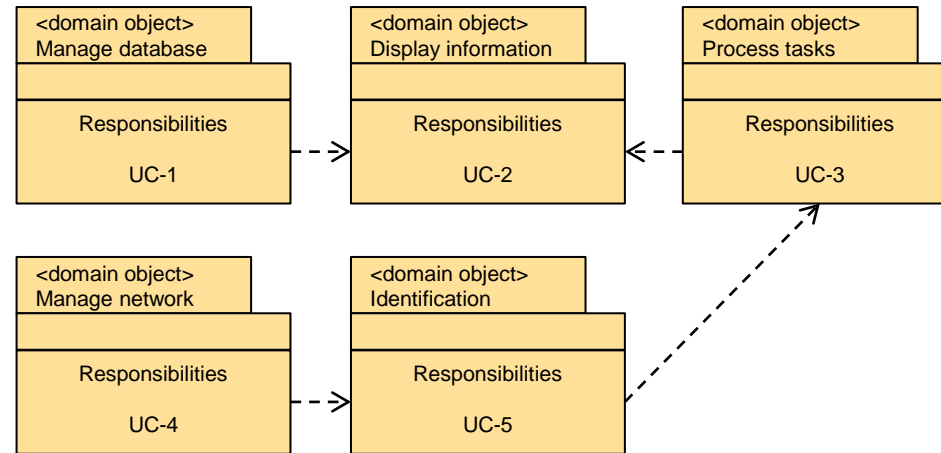 <domain object>
Manage database
Responsibilities
UC-1
<domain object>
Display information
Responsibilities
UC-2
<domain object>
Process tasks
Responsibilities
UC-3
<domain object>
Manage network
Responsibilities
UC-4
<domain object>
Identification
Responsibilities
UC-5